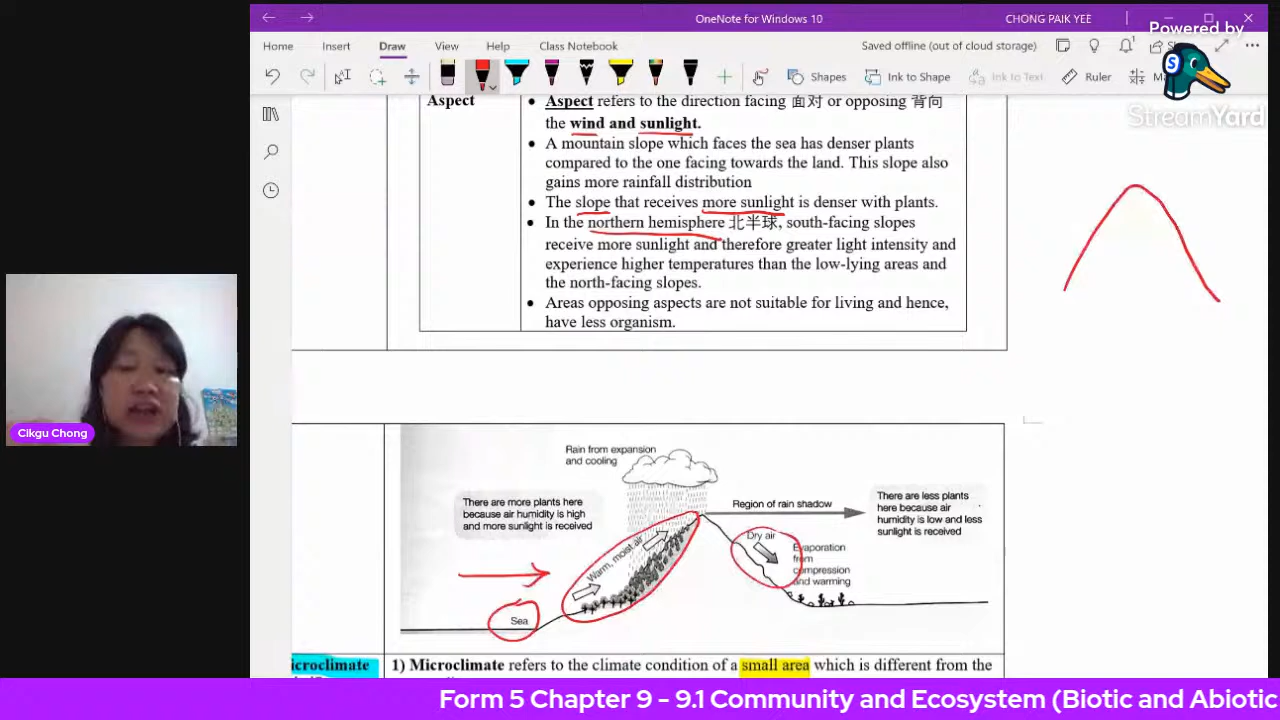 OneNote for Windows 10
CHONG PAIK YEE
Powered by
StreamYard
Home Insert Draw View Help Class Notebook
Saved offline (out of cloud storage)
Shapes
Ink to Shape
Ink to Text
Ruler
Aspect
• Aspect refers to the direction facing 面对 or opposing 背向
the wind and sunlight.
• A mountain slope which faces the sea has denser plants
compared to the one facing towards the land. This slope also
gains more rainfall distribution
• The slope that receives more sunlight is denser with plants.
• In the northern hemisphere 北半球, south-facing slopes
receive more sunlight and therefore greater light intensity and
experience higher temperatures than the low-lying areas and
the north-facing slopes.
• Areas opposing aspects are not suitable for living and hence,
have less organism.
Cikgu Chong
Rain from expansion
and cooling
There are more plants here
because air humidity is high
and more sunlight is received
Warm, moist air
Sea
Region of rain shadow
Dry air
Evaporation
from
compression
and warming
There are less plants
here because air
humidity is low and less
sunlight is received
icroclimate
1) Microclimate refers to the climate condition of a small area which is different from the
Form 5 Chapter 9 - 9.1 Community and Ecosystem (Biotic and Abiotic